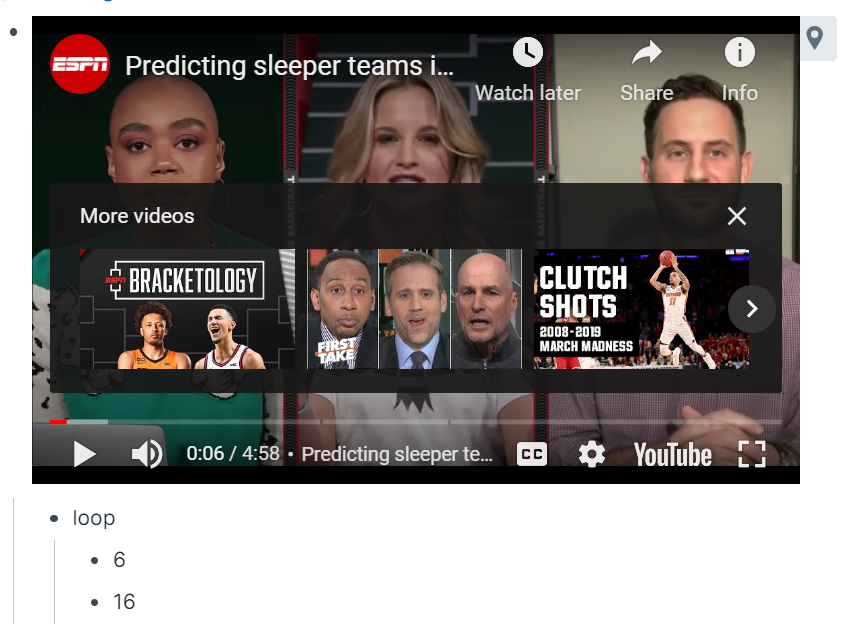 ESPN
Predicting sleeper teams i...
Watch later
Share
Info
More videos
ESPN BRACKETOLOGY
FIRST
TAKE
CLUTCH
SHOTS
2008-2019
MARCH MADNESS
0:06 / 4:58 • Predicting sleeper te...
CC
YouTube
loop
6
16